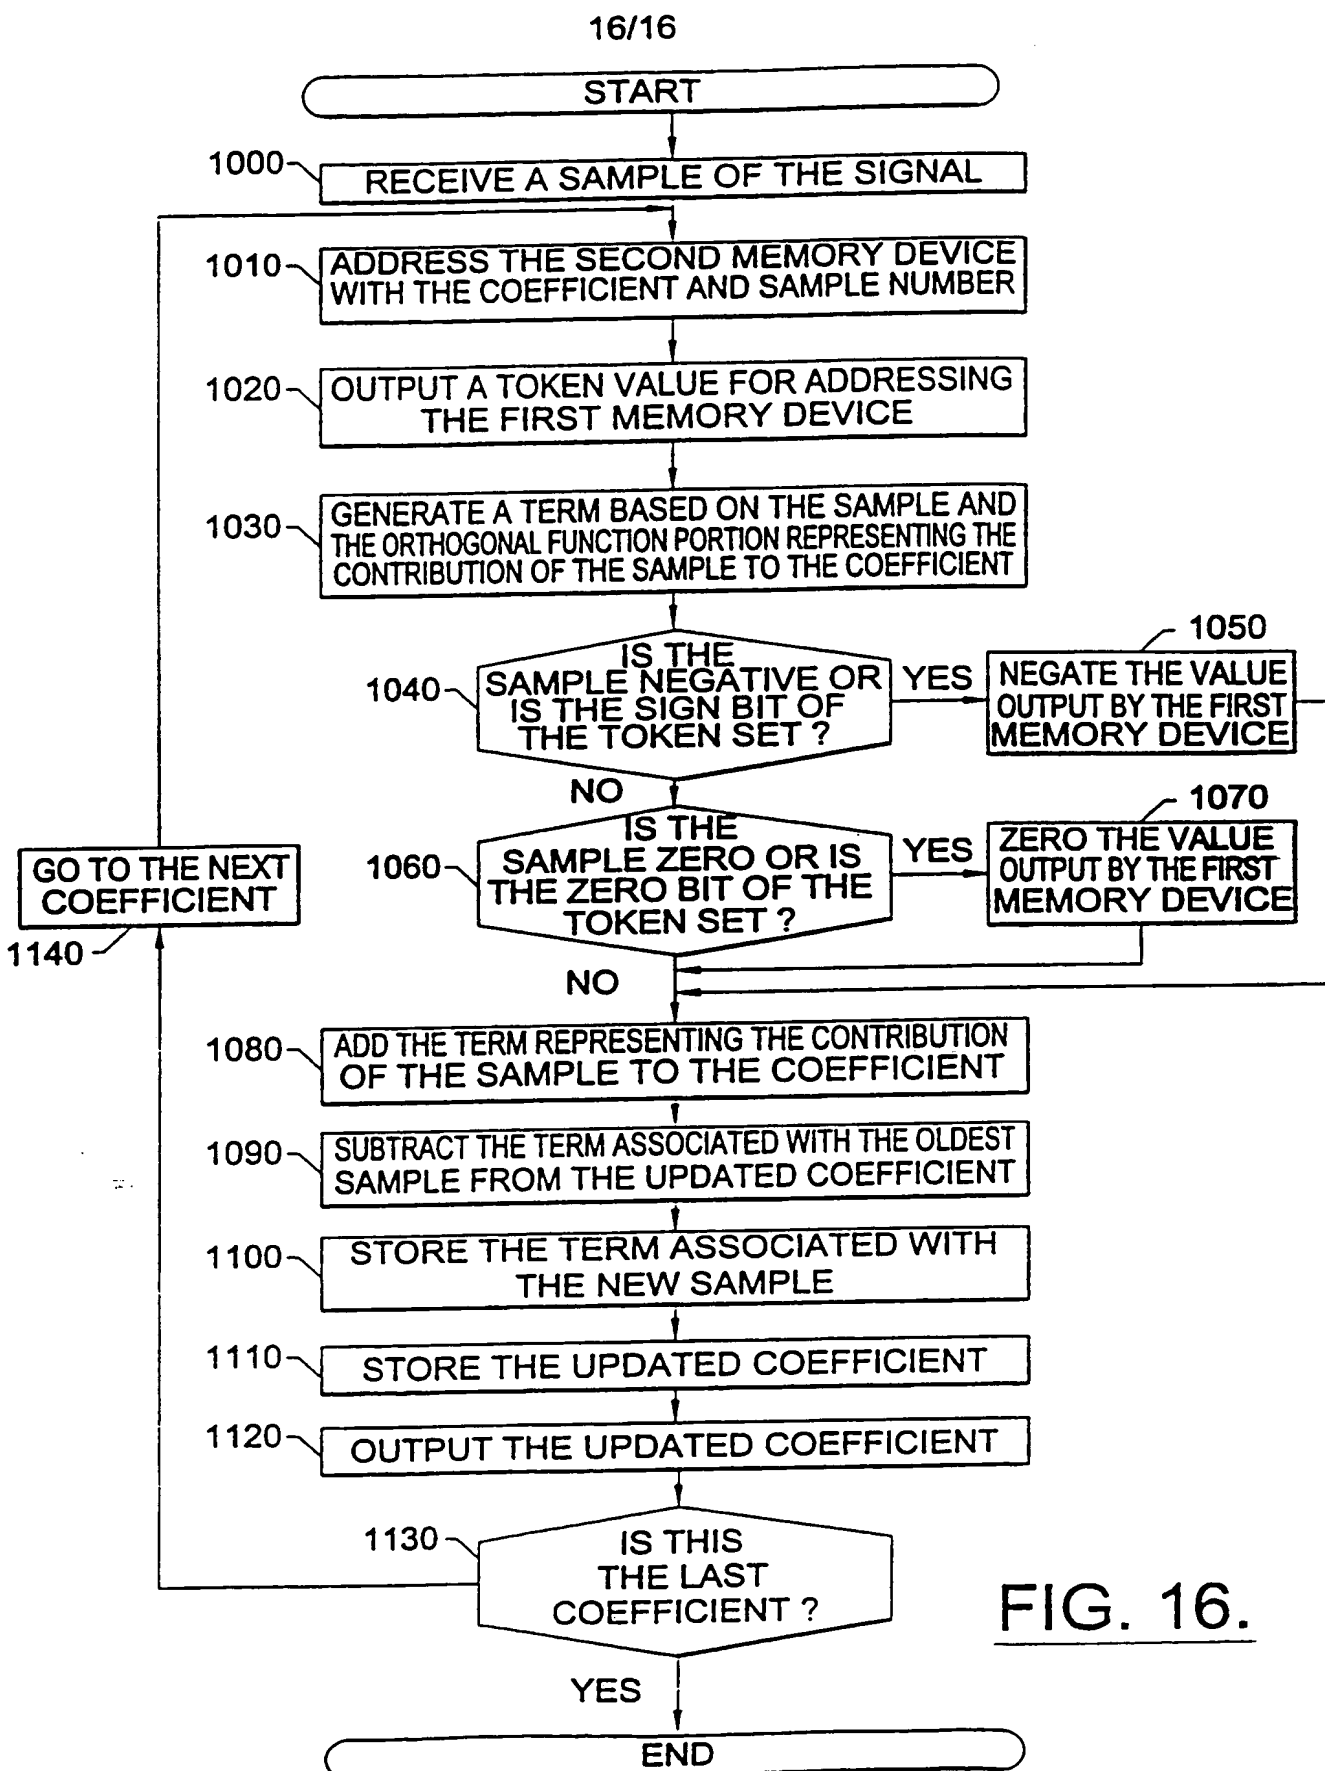 16/16
START
1000
RECEIVE A SAMPLE OF THE SIGNAL
1010
ADDRESS THE SECOND MEMORY DEVICE
WITH THE COEFFICIENT AND SAMPLE NUMBER
1020
OUTPUT A TOKEN VALUE FOR ADDRESSING
THE FIRST MEMORY DEVICE
1030
GENERATE A TERM BASED ON THE SAMPLE AND
THE ORTHOGONAL FUNCTION PORTION REPRESENTING THE
CONTRIBUTION OF THE SAMPLE TO THE COEFFICIENT
1040
IS THE
SAMPLE NEGATIVE OR
IS THE SIGN BIT OF
THE TOKEN SET ?
YES
1050
NEGATE THE VALUE
OUTPUT BY THE FIRST
MEMORY DEVICE
NO
1060
IS THE
SAMPLE ZERO OR IS
THE ZERO BIT OF THE
TOKEN SET ?
YES
1070
ZERO THE VALUE
OUTPUT BY THE FIRST
MEMORY DEVICE
GO TO THE NEXT
COEFFICIENT
1140
NO
1080
ADD THE TERM REPRESENTING THE CONTRIBUTION
OF THE SAMPLE TO THE COEFFICIENT
1090
SUBTRACT THE TERM ASSOCIATED WITH THE OLDEST
SAMPLE FROM THE UPDATED COEFFICIENT
1100
STORE THE TERM ASSOCIATED WITH
THE NEW SAMPLE
1110
STORE THE UPDATED COEFFICIENT
1120
OUTPUT THE UPDATED COEFFICIENT
1130
IS THIS
THE LAST
COEFFICIENT ?
FIG. 16.
YES
END